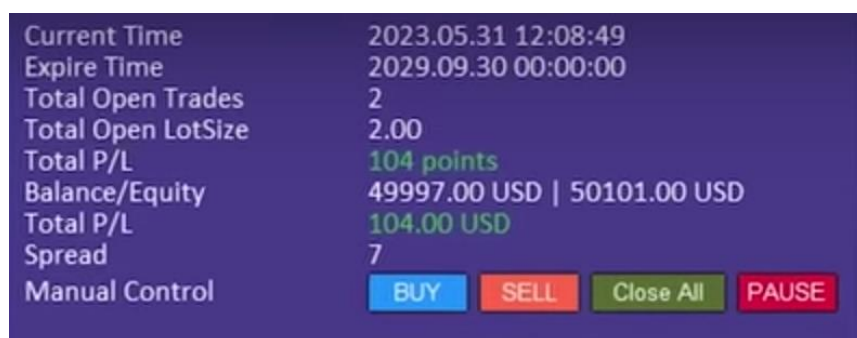 Current Time 2023.05.31 12:08:49
Expire Time 2029.09.30 00:00:00
Total Open Trades 2
Total Open LotSize 2.00
Total P/L 104 points
Balance/Equity 49997.00 USD | 50101.00 USD
Total P/L 104.00 USD
Spread 7
Manual Control BUY SELL Close All PAUSE